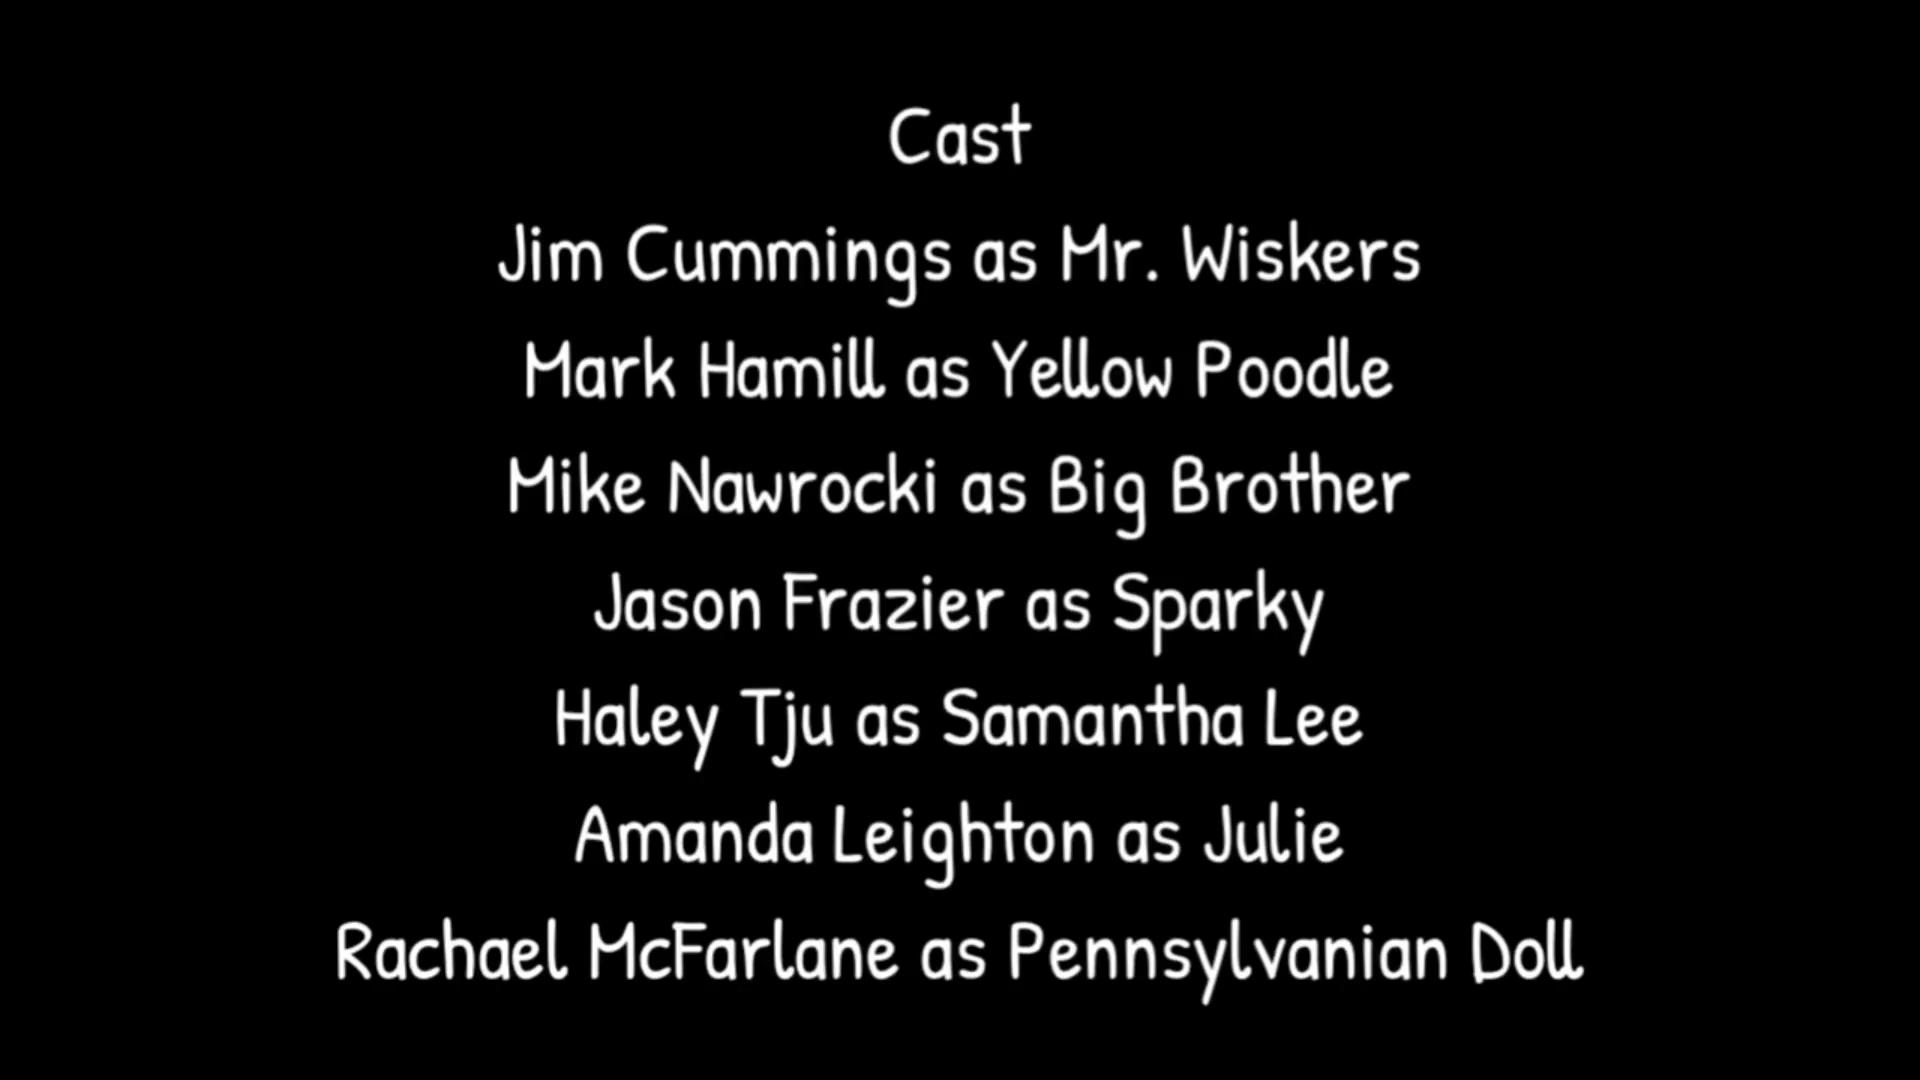 Cast
Jim Cummings as Mr. Wiskers
Mark Hamill as Yellow Poodle
Mike Nawrocki as Big Brother
Jason Frazier as Sparky
Haley Tju as Samantha Lee
Amanda Leighton as Julie
Rachael McFarlane as Pennsylvanian Doll